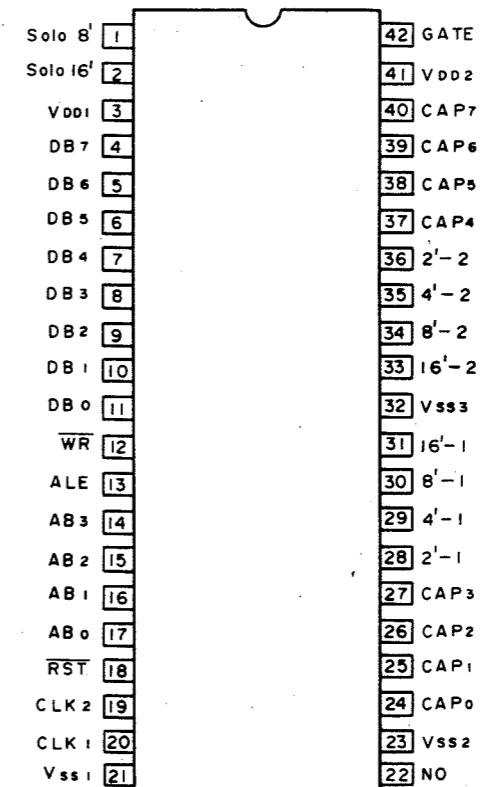 Solo 8' 1 42 GATE
Solo 16' 2 41 VDD2
VDD1 3 40 CAP7
DB7 4 39 CAP6
DB6 5 38 CAP5
DB5 6 37 CAP4
DB4 7 36 2'-2
DB3 8 35 4'-2
DB2 9 34 8'-2
DB1 10 33 16'-2
DB0 11 32 VSS3
WR 12 31 16'-1
ALE 13 30 8'-1
AB3 14 29 4'-1
AB2 15 28 2'-1
AB1 16 27 CAP3
AB0 17 26 CAP2
RST 18 25 CAP1
CLK2 19 24 CAP0
CLK1 20 23 VSS2
VSS1 21 22 NO